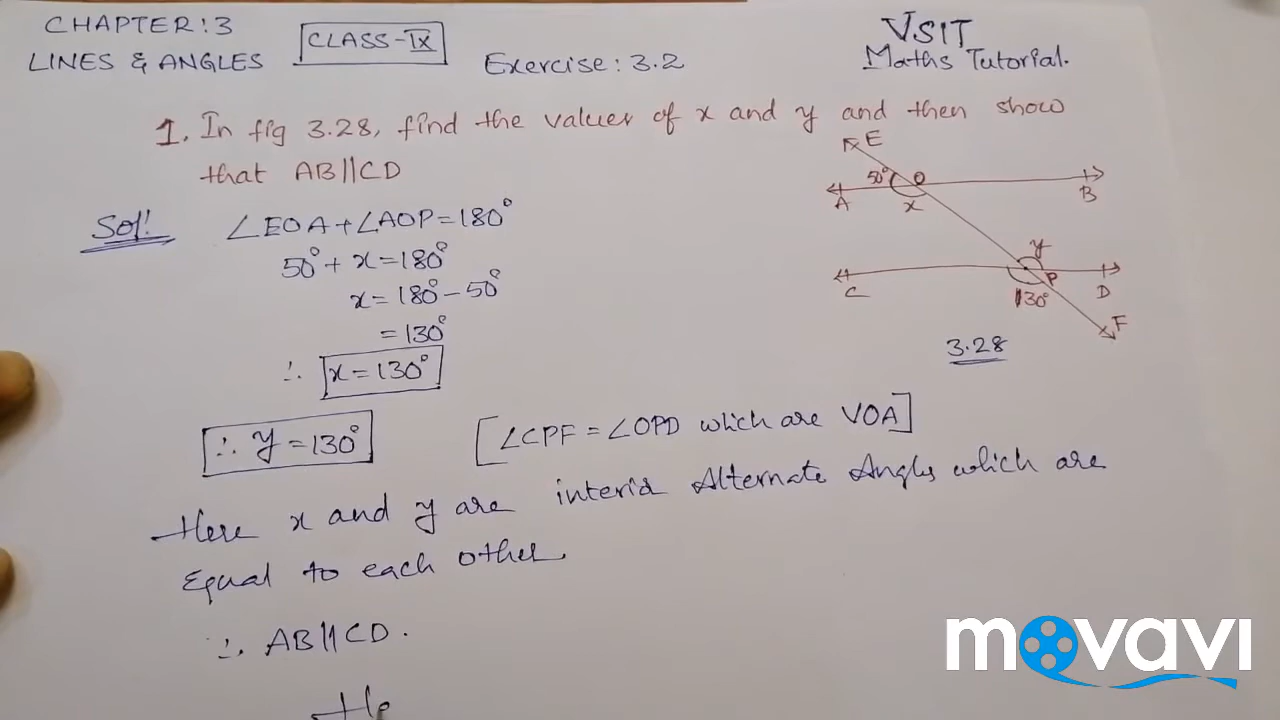 CHAPTER: 3
LINES & ANGLES
CLASS-IX
Exercise: 3.2
VSIT
Maths Tutorial.
1. In fig 3.28, find the values of x and y and then show
that AB||CD
E
50°
O
A
x
B
y
C
P
D
130°
F
3.28
Sol:
∠EOA+∠AOP=180°
50°+ x=180°
x= 180°-50°
=130°
∴ x=130°
∴ y=130° [∠CPF=∠OPD which are VOA]
Here x and y are interior Alternate Angles which are
Equal to each other.
∴ AB||CD.
He
movavi